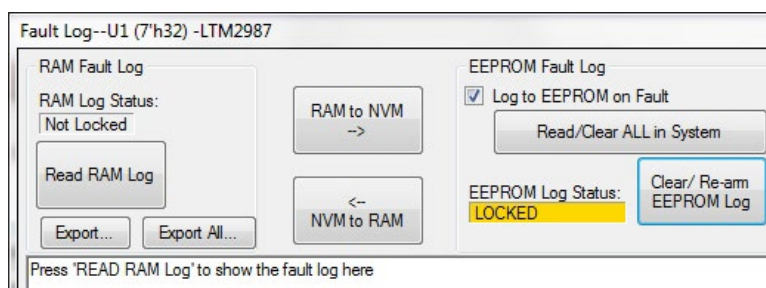 Fault Log--U1 (7'h32) -LTM2987
RAM Fault Log
RAM Log Status:
Not Locked
Read RAM Log
Export...
Export All...
RAM to NVM
-->
<--
NVM to RAM
EEPROM Fault Log
Log to EEPROM on Fault
Read/Clear ALL in System
EEPROM Log Status:
LOCKED
Clear/ Re-arm
EEPROM Log
Press 'READ RAM Log' to show the fault log here